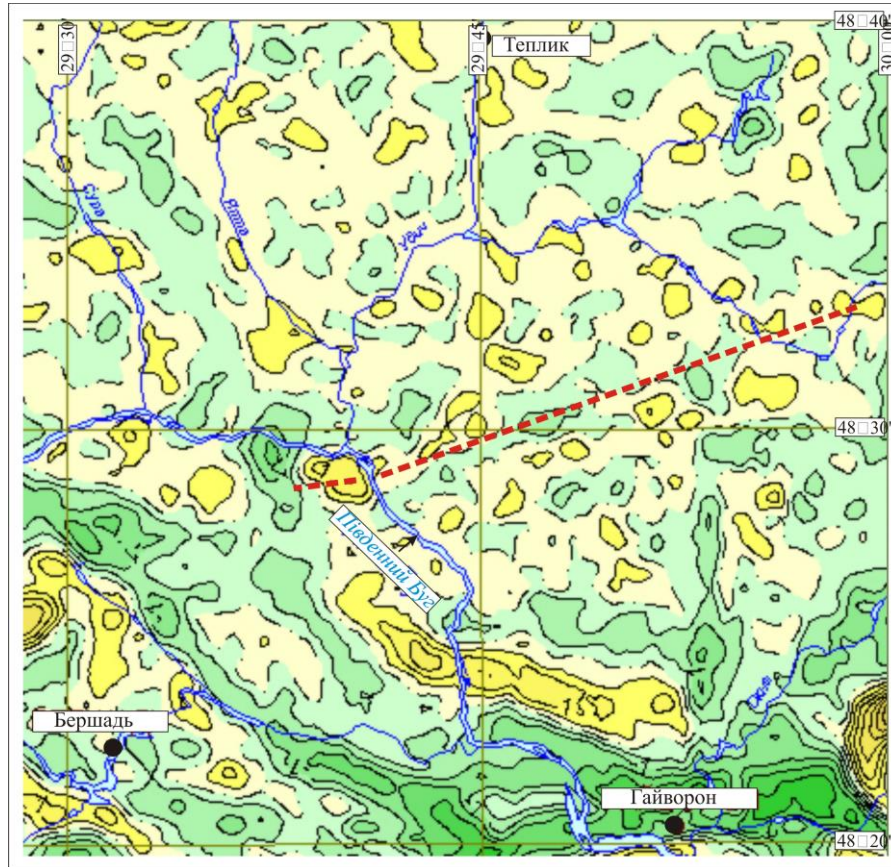 48□40'
29□30'
29□45'
30□00'
Теплик
Сура
Яланец
Удич
48□30'
Південний Буг
Бершадь
Гайворон
48□20'